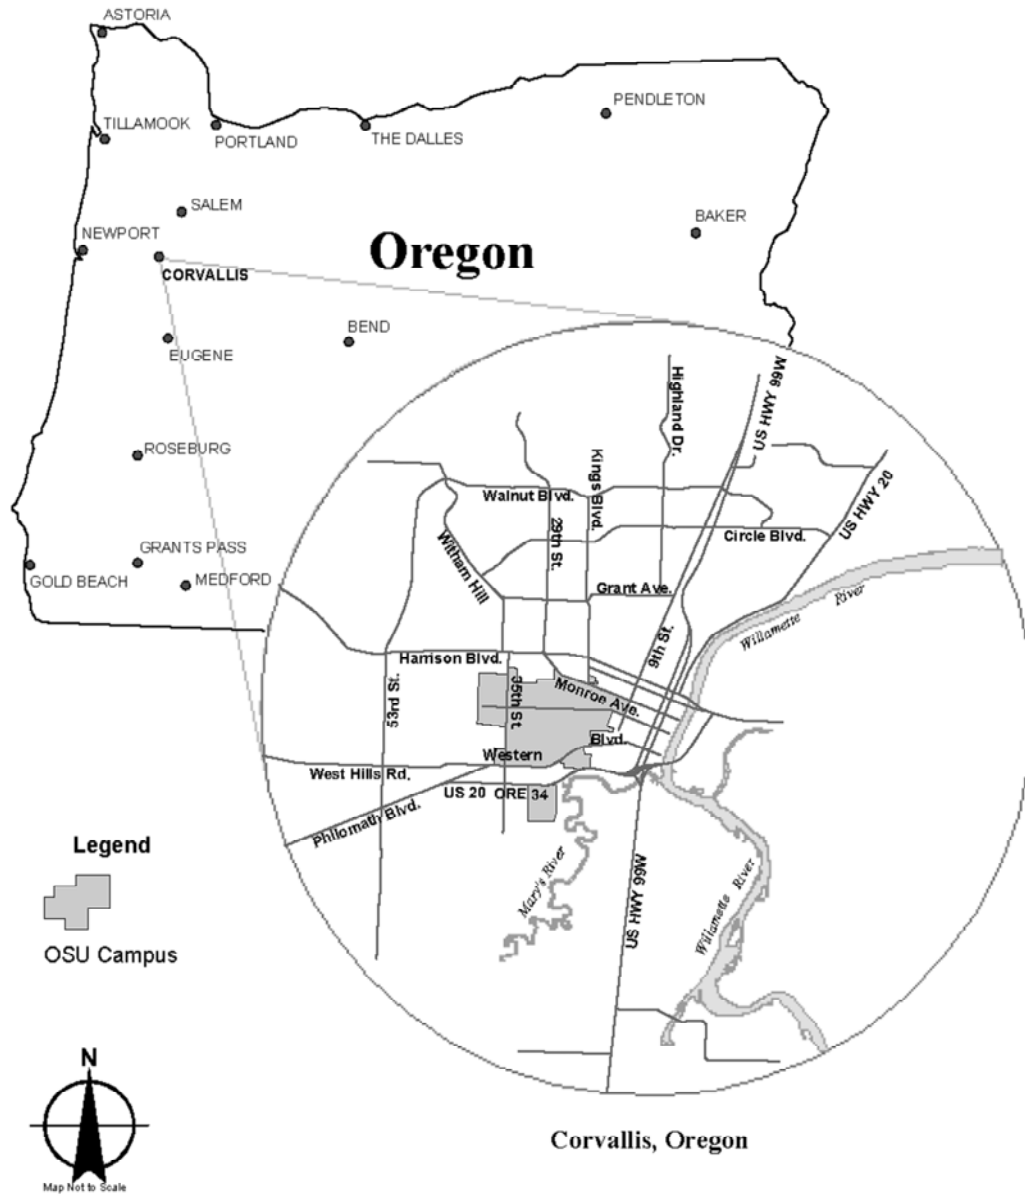 ASTORIA
PENDLETON
TILLAMOOK
PORTLAND
THE DALLES
SALEM
BAKER
NEWPORT
Oregon
CORVALLIS
BEND
EUGENE
Highland Dr.
US HWY 99W
ROSEBURG
Kings Blvd.
Walnut Blvd.
US HWY 20
29th St.
Circle Blvd.
Witham Hill
GRANTS PASS
GOLD BEACH
MEDFORD
Grant Ave.
Willamette River
9th St.
Harrison Blvd.
35th St.
Monroe Ave.
53rd St.
Western Blvd.
West Hills Rd.
US 20 ORE 34
Philomath Blvd.
Legend
Mary's River
Willamette River
US HWY 99W
OSU Campus
N
Map Not to Scale
Corvallis, Oregon